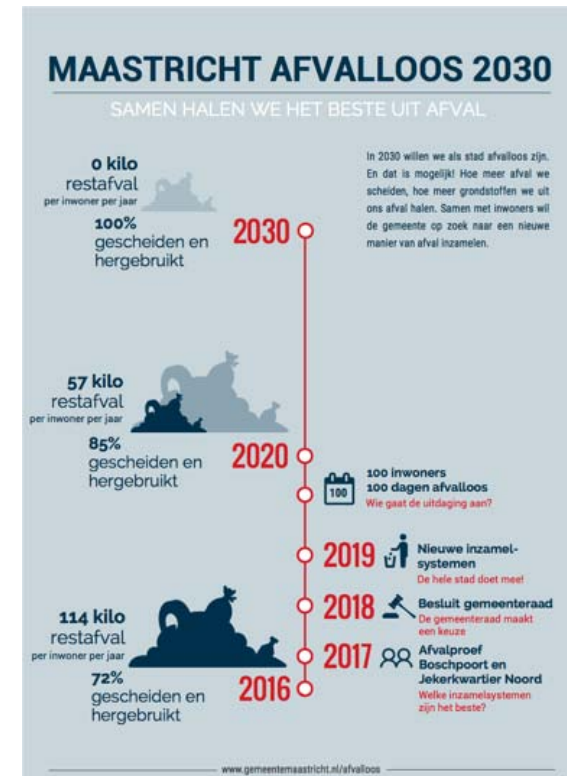 MAASTRICHT AFVALLOOS 2030
SAMEN HALEN WE HET BESTE UIT AFVAL
In 2030 willen we als stad afvalloos zijn.
En dat is mogelijk! Hoe meer afval we
scheiden, hoe meer grondstoffen we uit
ons afval halen. Samen met inwoners wil
de gemeente op zoek naar een nieuwe
manier van afval inzamelen.
0 kilo
restafval
per inwoner per jaar
100%
gescheiden en
hergebruikt
2030
57 kilo
restafval
per inwoner per jaar
85%
gescheiden en
hergebruikt
2020
100
100 inwoners
100 dagen afvalloos
Wie gaat de uitdaging aan?
2019
Nieuwe inzamel-
systemen
De hele stad doet mee!
2018
Besluit gemeenteraad
De gemeenteraad maakt
een keuze
2017
Afvalproef
Boschpoort en
Jekerkwartier Noord
Welke inzamelsystemen
zijn het beste?
114 kilo
restafval
per inwoner per jaar
72%
gescheiden en
hergebruikt
2016
www.gemeentemaastricht.nl/afvalloos